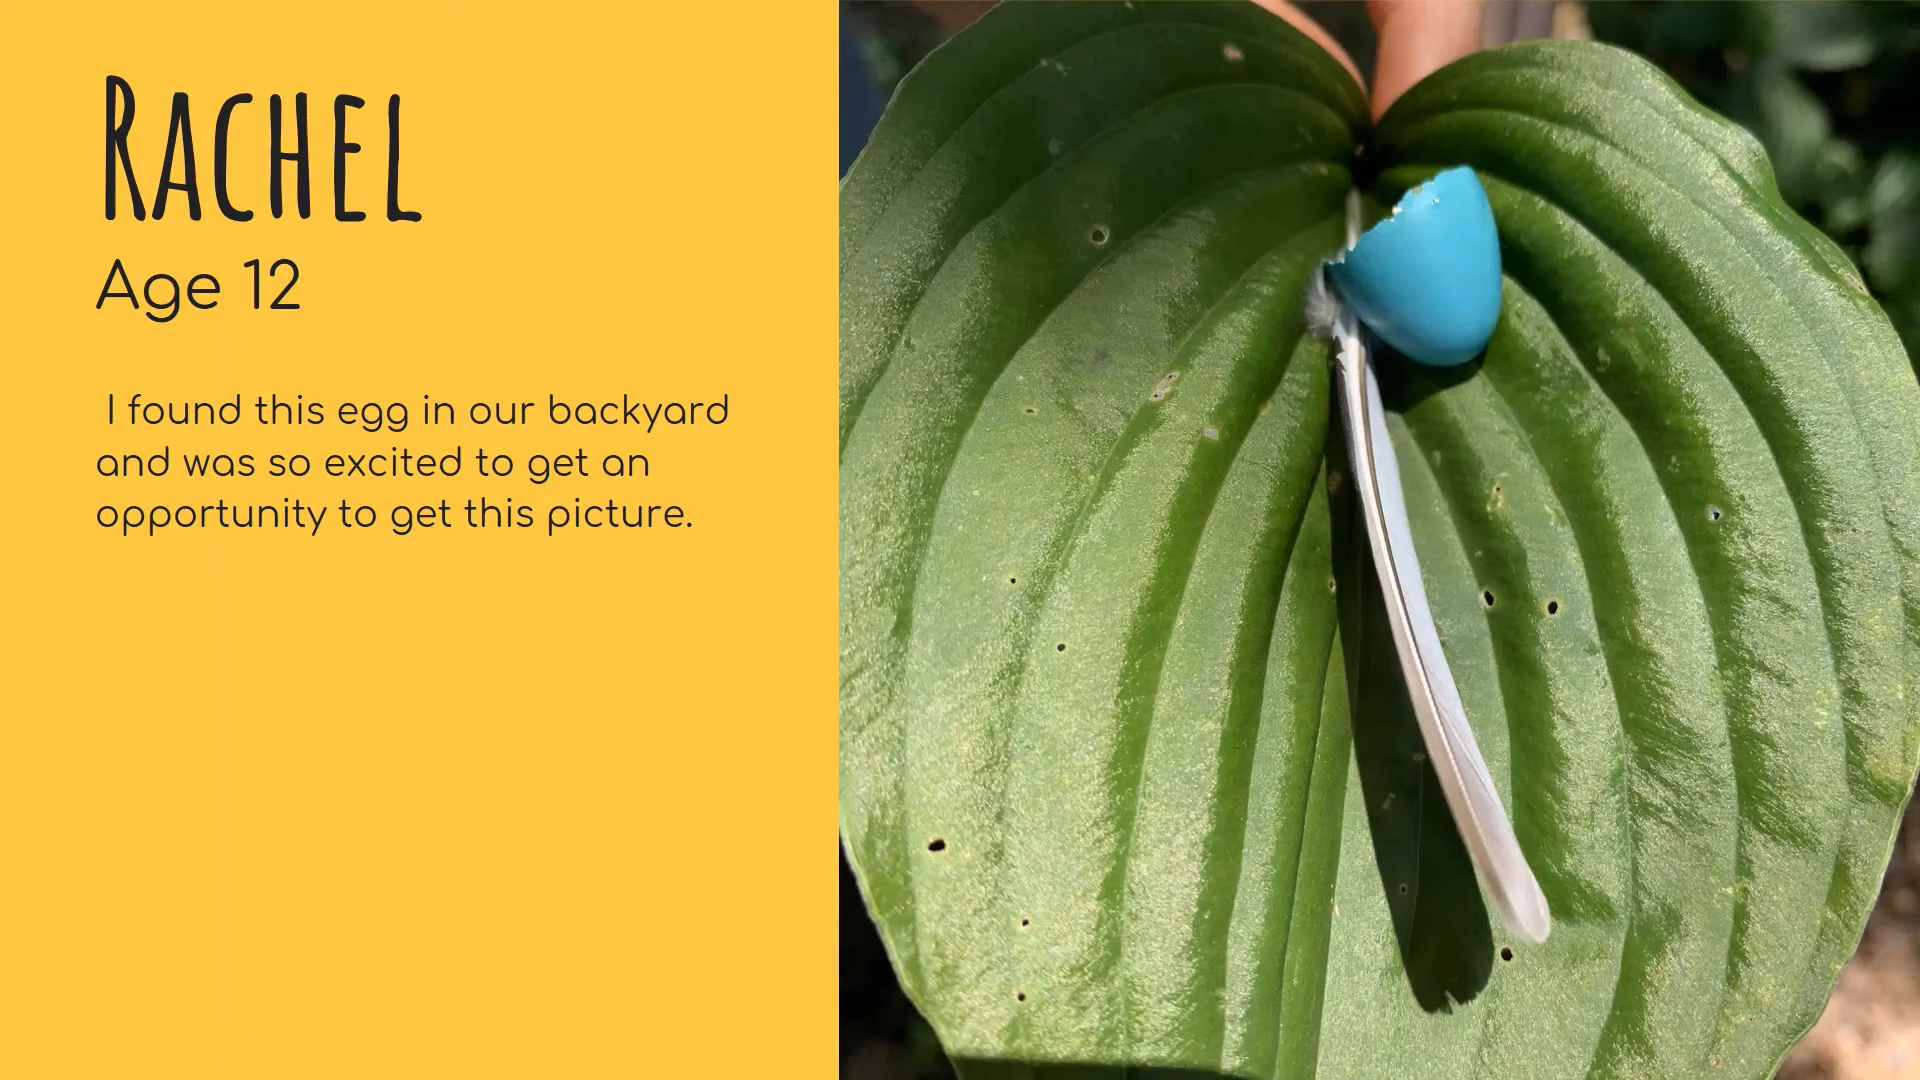 RACHEL
Age 12
I found this egg in our backyard
and was so excited to get an
opportunity to get this picture.